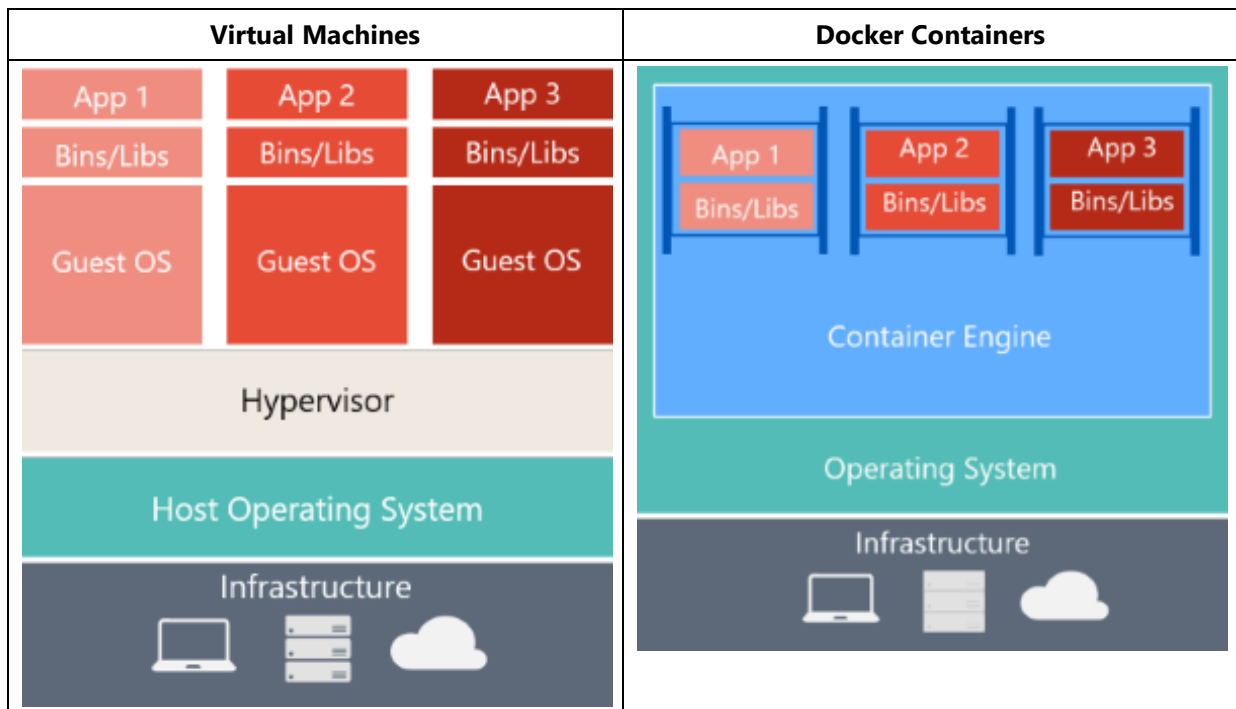 Virtual Machines
Docker Containers
App 1
App 2
App 3
Bins/Libs
Bins/Libs
Bins/Libs
Guest OS
Guest OS
Guest OS
Hypervisor
Host Operating System
Infrastructure
App 1
App 2
App 3
Bins/Libs
Bins/Libs
Bins/Libs
Container Engine
Operating System
Infrastructure